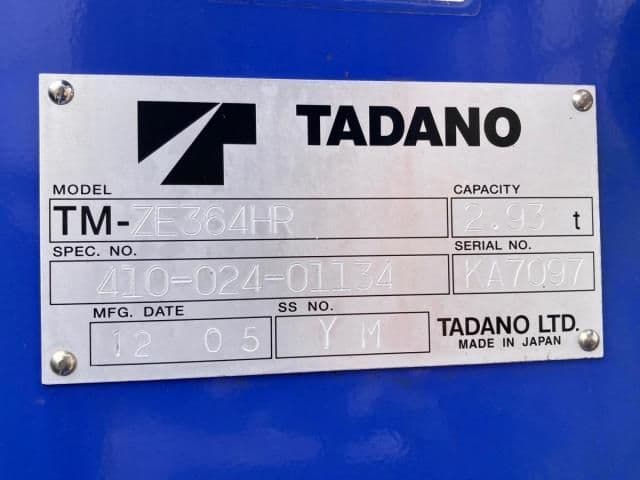 TADANO
MODEL
CAPACITY
TM-ZE364HR
2.93 t
SPEC. NO.
SERIAL NO.
410-024-01134
KA7097
MFG. DATE
SS NO.
12 05
Y M
TADANO LTD.
MADE IN JAPAN